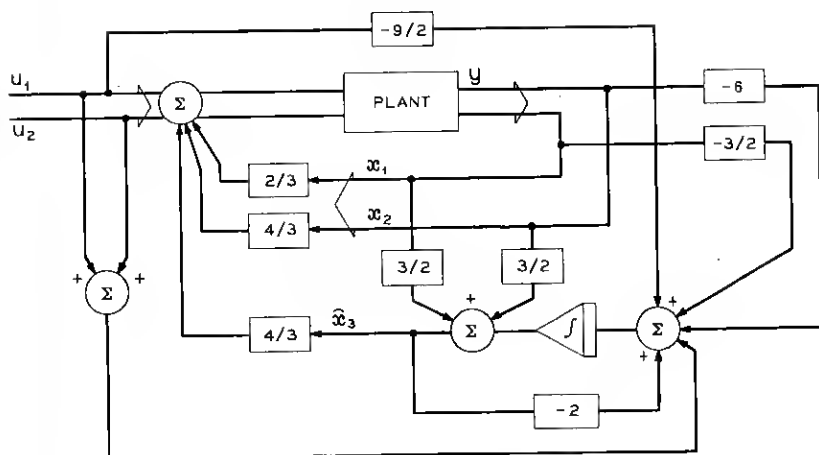 -9/2
u₁ y
Σ PLANT -6
u₂
-3/2
x₁
2/3
x₂
4/3
3/2 3/2
+ + + +
Σ
x̂₃ Σ ∫ Σ
4/3 +
-2